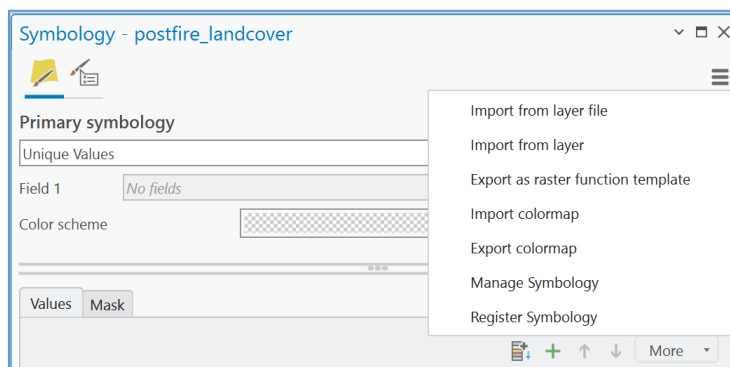 Symbology - postfire_landcover
Primary symbology
Unique Values
Field 1 No fields
Color scheme
Values Mask
Import from layer file
Import from layer
Export as raster function template
Import colormap
Export colormap
Manage Symbology
Register Symbology
More